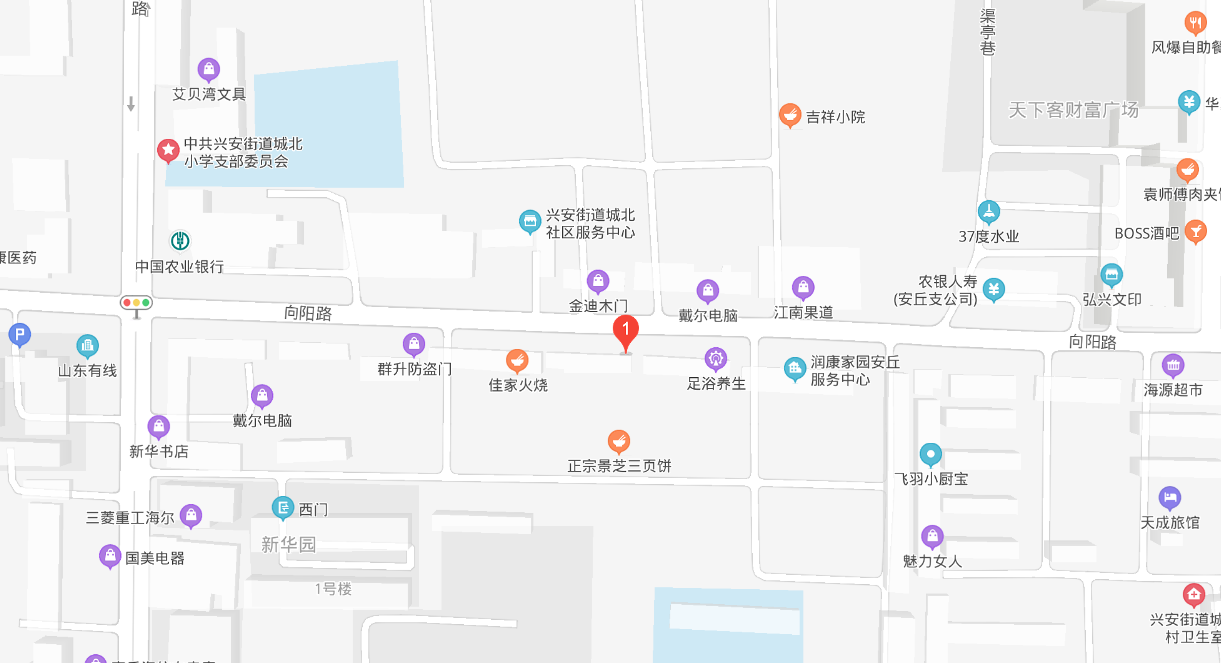 路
渠亭巷
风爆自助餐
艾贝湾文具
华
天下客财富广场
吉祥小院
中共兴安街道城北
小学支部委员会
袁师傅肉夹馍
兴安街道城北
社区服务中心
37度水业
BOSS酒吧
康医药
中国农业银行
金迪木门
戴尔电脑
江南果道
农银人寿
(安丘支公司)
弘兴文印
向阳路
1
向阳路
P
山东有线
群升防盗门
佳家火烧
足浴养生
润康家园安丘
服务中心
海源超市
戴尔电脑
新华书店
正宗景芝三页饼
飞羽小厨宝
三菱重工海尔
西门
天成旅馆
新华园
国美电器
魅力女人
1号楼
兴安街道城
村卫生室